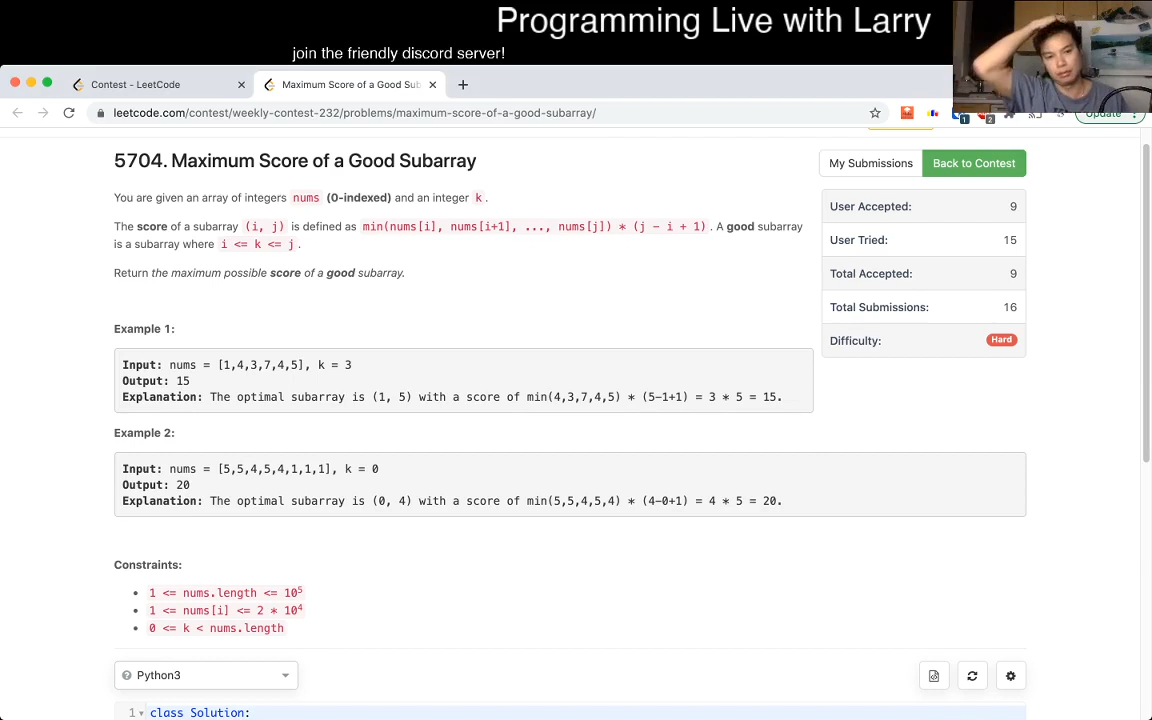 Programming Live with Larry
join the friendly discord server!
Contest - LeetCode
Maximum Score of a Good Sub
leetcode.com/contest/weekly-contest-232/problems/maximum-score-of-a-good-subarray/
Update
5704. Maximum Score of a Good Subarray
My Submissions
Back to Contest
You are given an array of integers nums (0-indexed) and an integer k.
The score of a subarray (i, j) is defined as min(nums[i], nums[i+1], ..., nums[j]) * (j - i + 1). A good subarray
is a subarray where i <= k <= j.
Return the maximum possible score of a good subarray.
User Accepted: 9
User Tried: 15
Total Accepted: 9
Total Submissions: 16
Difficulty: Hard
Example 1:
Input: nums = [1,4,3,7,4,5], k = 3
Output: 15
Explanation: The optimal subarray is (1, 5) with a score of min(4,3,7,4,5) * (5-1+1) = 3 * 5 = 15.
Example 2:
Input: nums = [5,5,4,5,4,1,1,1], k = 0
Output: 20
Explanation: The optimal subarray is (0, 4) with a score of min(5,5,4,5,4) * (4-0+1) = 4 * 5 = 20.
Constraints:
1 <= nums.length <= 10^5
1 <= nums[i] <= 2 * 10^4
0 <= k < nums.length
Python3
1 class Solution: